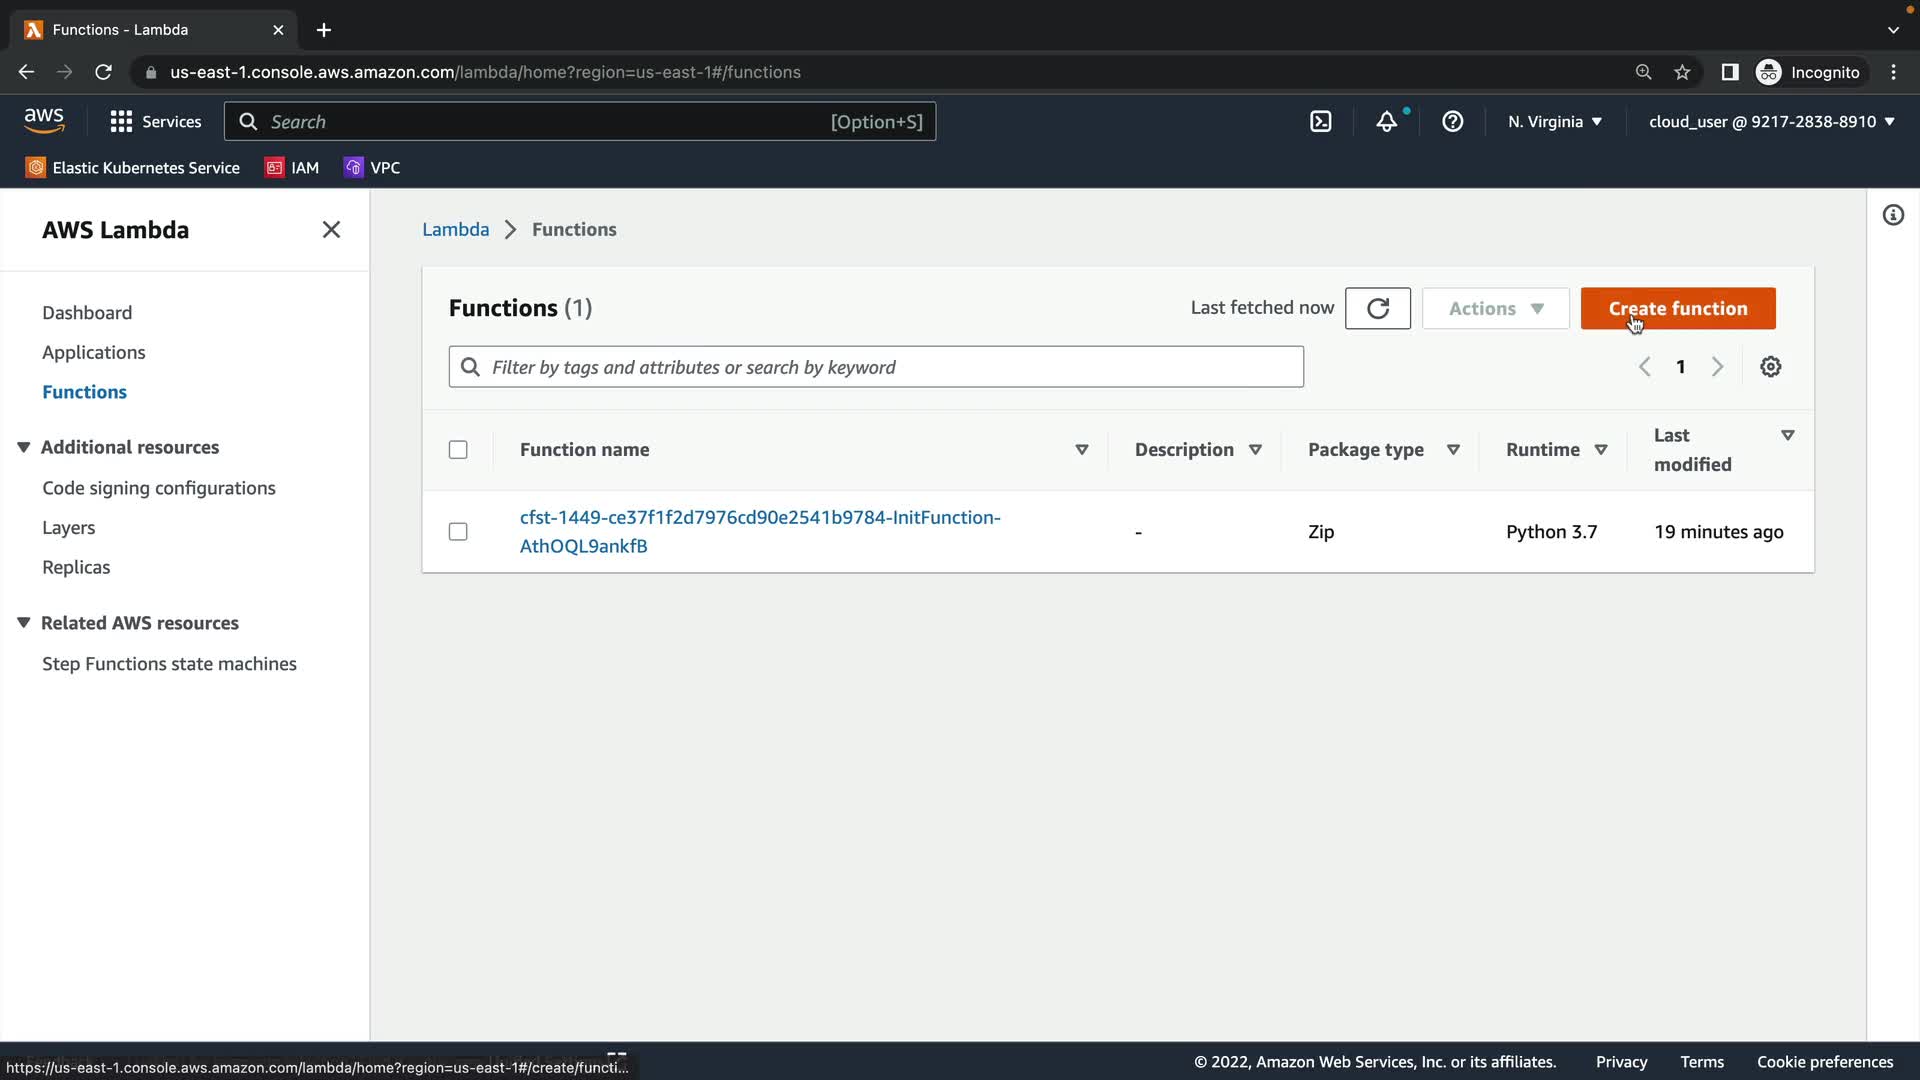 Functions - Lambda
us-east-1.console.aws.amazon.com/lambda/home?region=us-east-1#/functions
Incognito
aws
Services
Search
[Option+S]
N. Virginia
cloud_user @ 9217-2838-8910
Elastic Kubernetes Service
IAM
VPC
AWS Lambda
Dashboard
Applications
Functions
Additional resources
Code signing configurations
Layers
Replicas
Related AWS resources
Step Functions state machines
Lambda
Functions
Functions (1)
Last fetched now
Actions
Create function
Filter by tags and attributes or search by keyword
1
Function name
Description
Package type
Runtime
Last
modified
cfst-1449-ce37f1f2d7976cd90e2541b9784-InitFunction-
AthOQL9ankfB
-
Zip
Python 3.7
19 minutes ago
https://us-east-1.console.aws.amazon.com/lambda/home?region=us-east-1#/create/functi...
© 2022, Amazon Web Services, Inc. or its affiliates.
Privacy
Terms
Cookie preferences